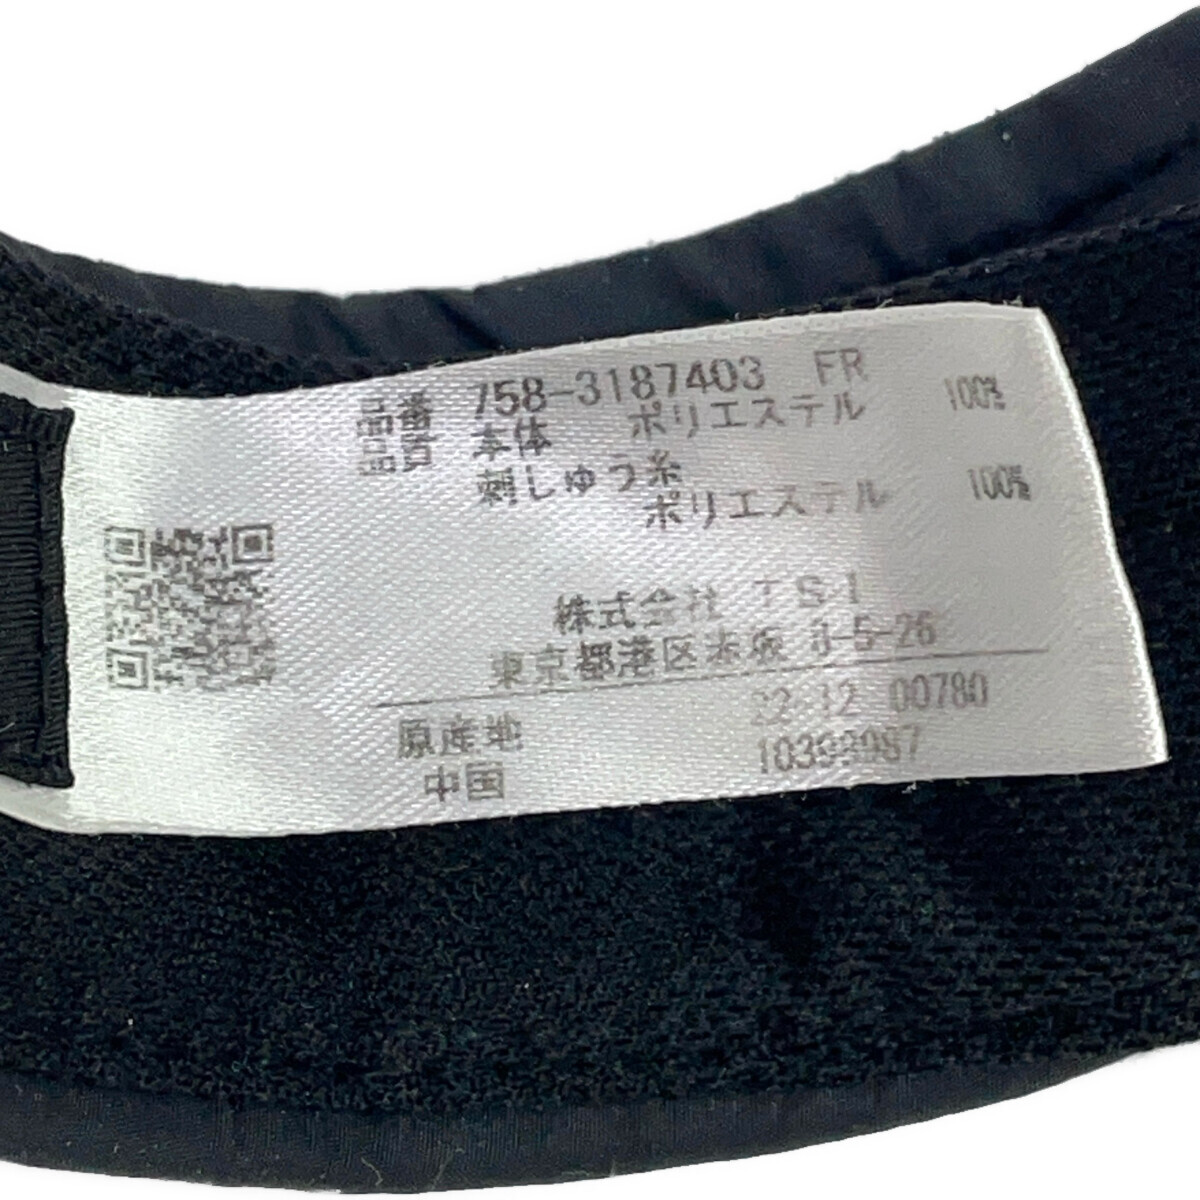 品番 758-3187403 FR
品質 本体 ポリエステル 100%
刺しゅう糸
ポリエステル 100%
株式会社 TSI
東京都港区赤坂 8-5-26
原産地 22 12 00780
中国